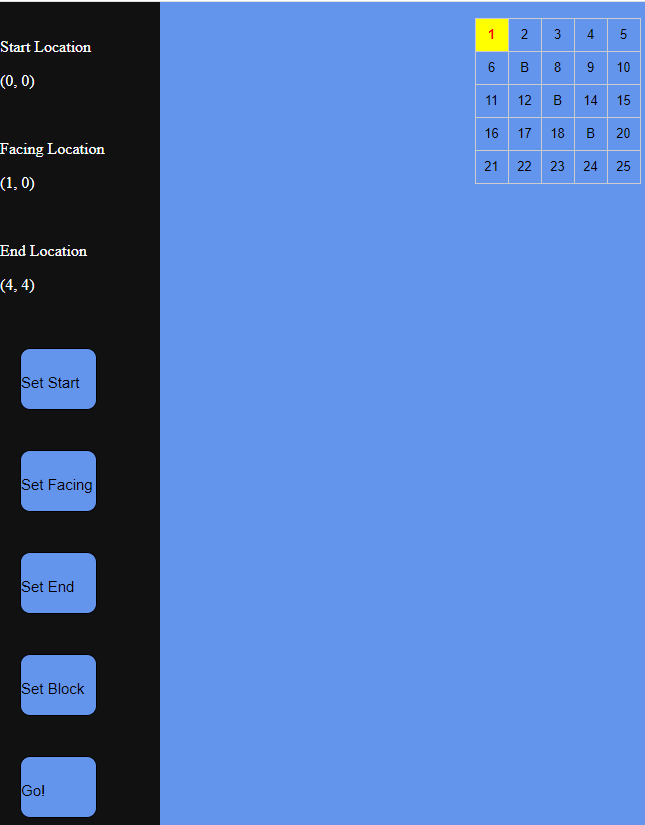 Start Location
(0, 0)
Facing Location
(1, 0)
End Location
(4, 4)
Set Start
Set Facing
Set End
Set Block
Go!
1 2 3 4 5
6 B 8 9 10
11 12 B 14 15
16 17 18 B 20
21 22 23 24 25